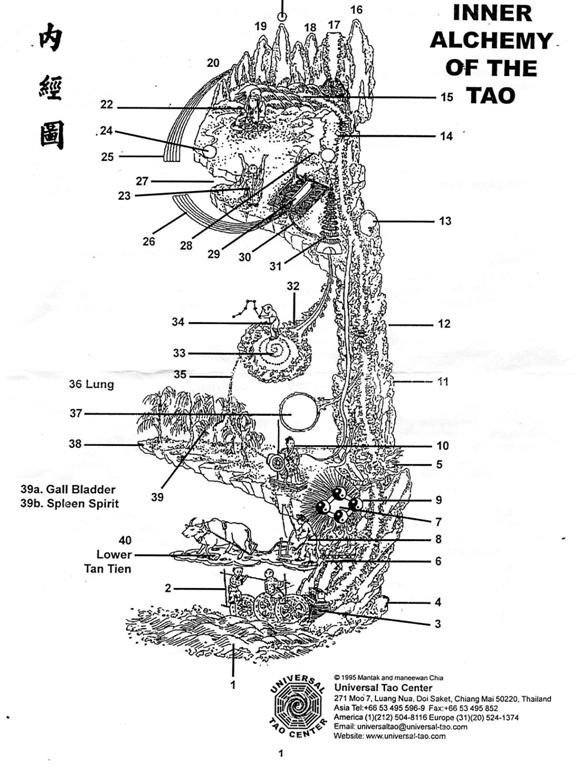 INNER
ALCHEMY
OF THE
TAO
內
經
圖
16
17
18
19
20
22
15
24
14
25
27
23
13
26
28
29
30
31
32
12
34
33
35
36 Lung
11
37
38
10
5
39
39a. Gall Bladder
39b. Spleen Spirit
9
7
8
40
Lower
Tan Tien
6
2
4
3
1
UNIVERSAL
TAO CENTER
© 1995 Mantak and maneewan Chia
Universal Tao Center
271 Moo 7, Luang Nua, Doi Saket, Chiang Mai 50220, Thailand
Asia Tel:+66 53 495 596-9 Fax:+66 53 495 852
America (1)(212) 504-8116 Europe (31)(20) 524-1374
Email: universaltao@universal-tao.com
Website: www.universal-tao.com
1